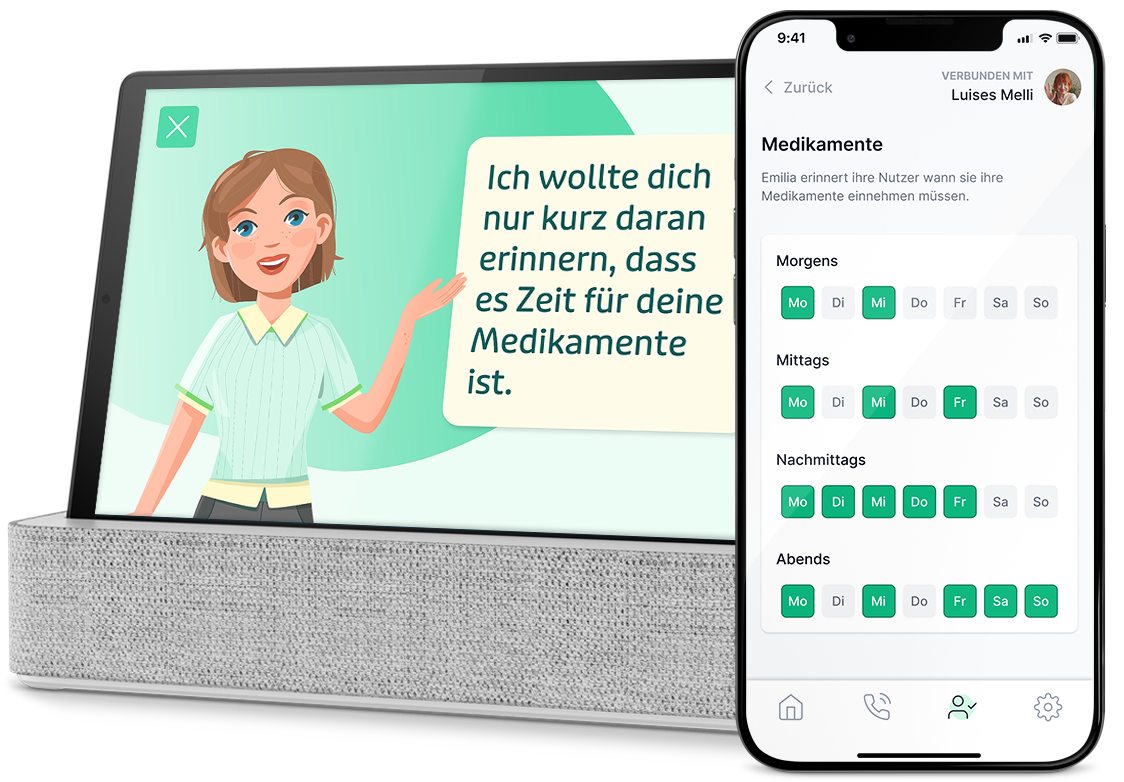 Ich wollte dich
nur kurz daran
erinnern, dass
es Zeit für deine
Medikamente
ist.
9:41
Zurück
VERBUNDEN MIT
Luises Melli
Medikamente
Emilia erinnert ihre Nutzer wann sie ihre
Medikamente einnehmen müssen.
Morgens
Mo Di Mi Do Fr Sa So
Mittags
Mo Di Mi Do Fr Sa So
Nachmittags
Mo Di Mi Do Fr Sa So
Abends
Mo Di Mi Do Fr Sa So